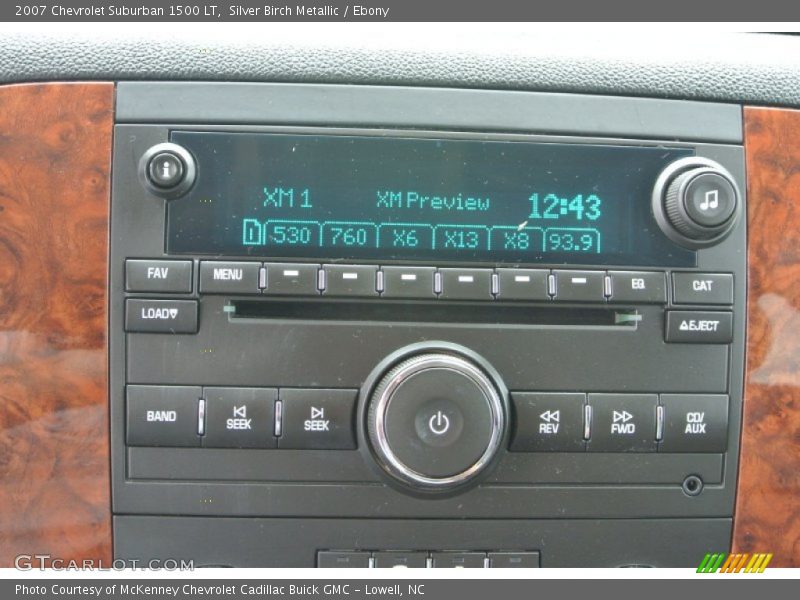 2007 Chevrolet Suburban 1500 LT, Silver Birch Metallic / Ebony
XM 1 XM Preview 12:43
1 530 760 X6 X13 X8 93.9
FAV MENU EQ CAT
LOAD EJECT
BAND SEEK SEEK REV FWD CD/AUX
GTCARLOT.COM
Photo Courtesy of McKenney Chevrolet Cadillac Buick GMC - Lowell, NC